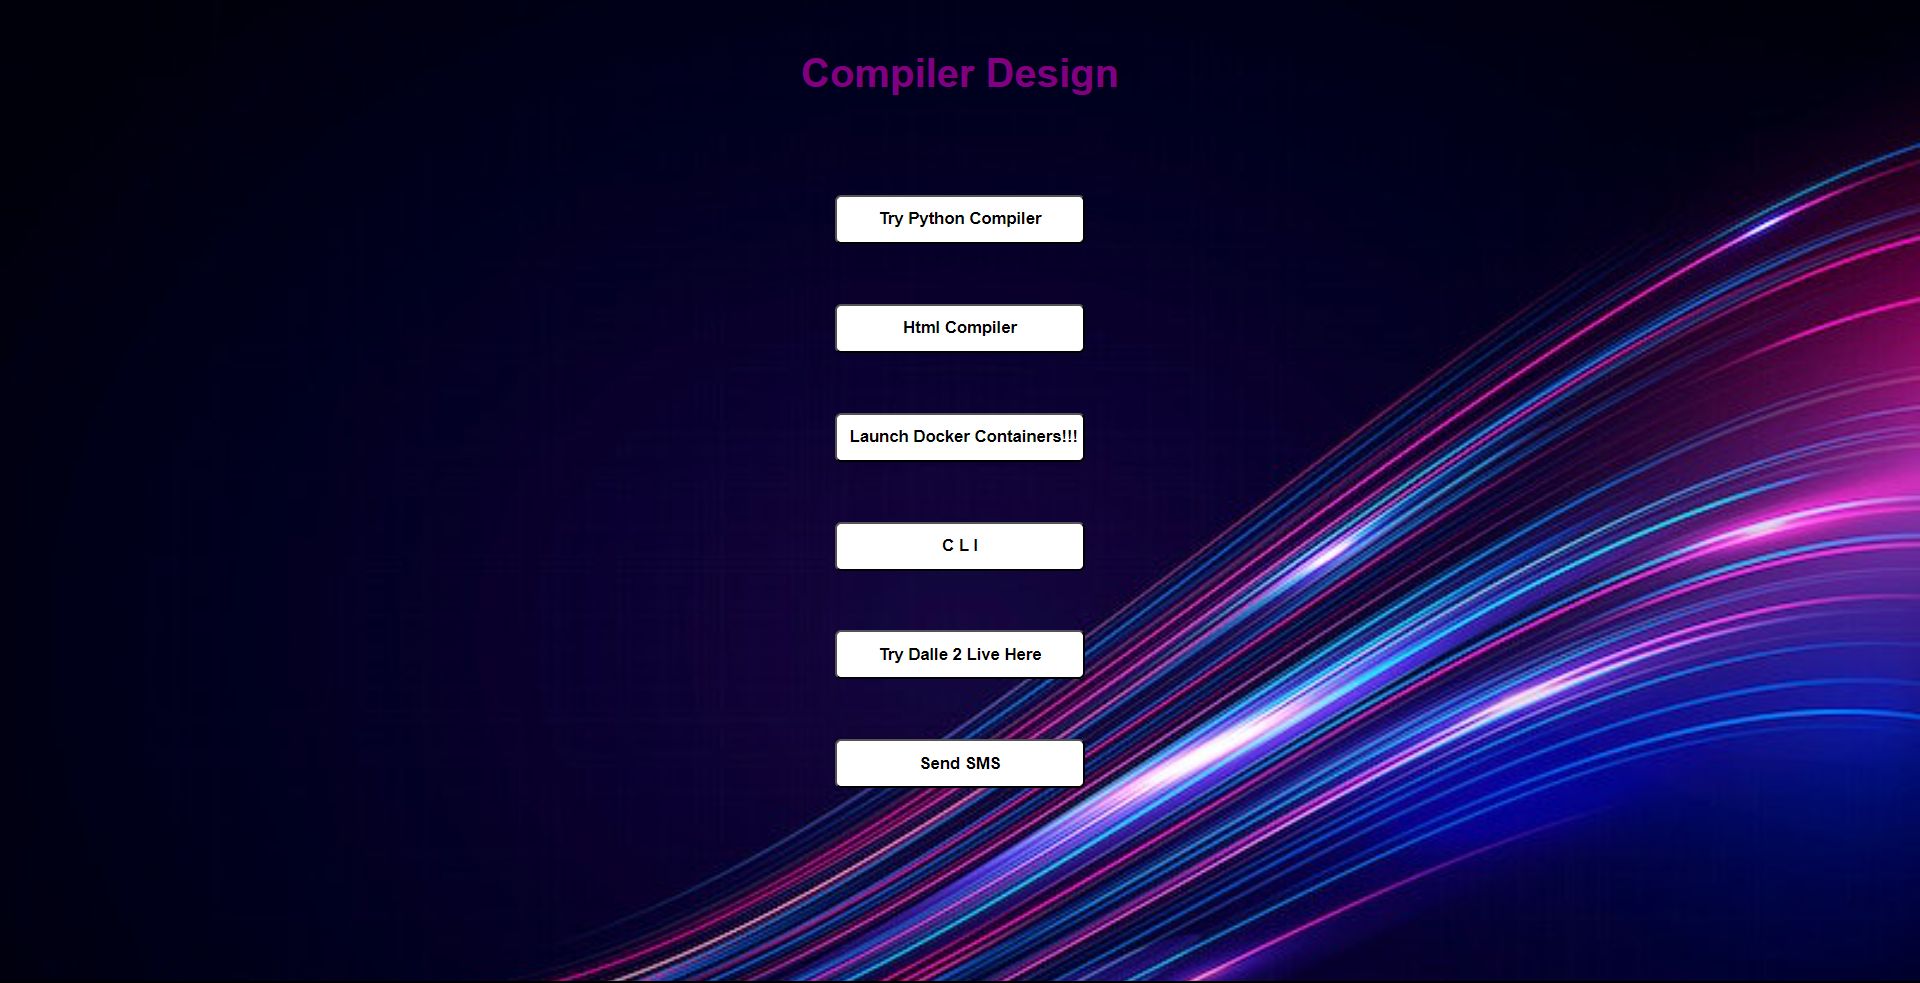 Compiler Design
Try Python Compiler
Html Compiler
Launch Docker Containers!!!
C L I
Try Dalle 2 Live Here
Send SMS